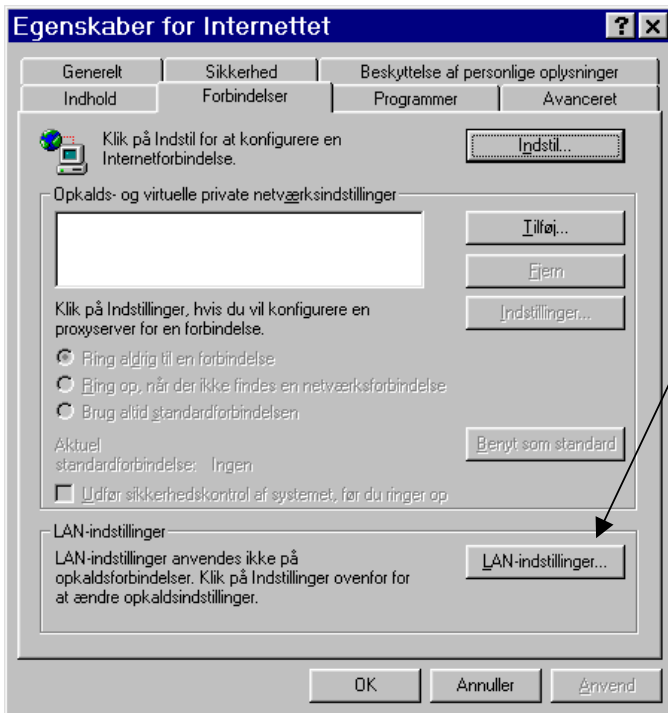 Egenskaber for Internettet
Generelt
Sikkerhed
Beskyttelse af personlige oplysninger
Indhold
Forbindelser
Programmer
Avanceret
Klik på Indstil for at konfigurere en
Internetforbindelse.
Indstil...
Opkalds- og virtuelle private netværksindstillinger
Tilføj...
Fjern
Klik på Indstillinger, hvis du vil konfigurere en
proxyserver for en forbindelse.
Indstillinger...
Ring aldrig til en forbindelse
Ring op, når der ikke findes en netværksforbindelse
Brug altid standardforbindelsen
Aktuel
standardforbindelse: Ingen
Benyt som standard
Udfør sikkerhedskontrol af systemet, før du ringer op
LAN-indstillinger
LAN-indstillinger anvendes ikke på
opkaldsforbindelser. Klik på Indstillinger ovenfor for
at ændre opkaldsindstillinger.
LAN-indstillinger...
OK
Annuller
Anvend